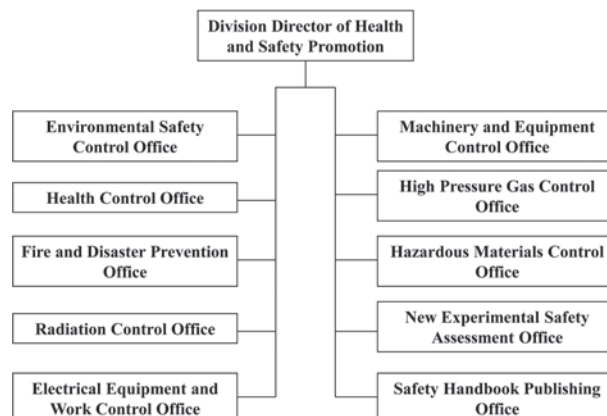 Division Director of Health
and Safety Promotion
Environmental Safety
Control Office
Health Control Office
Fire and Disaster Prevention
Office
Radiation Control Office
Electrical Equipment and
Work Control Office
Machinery and Equipment
Control Office
High Pressure Gas Control
Office
Hazardous Materials Control
Office
New Experimental Safety
Assessment Office
Safety Handbook Publishing
Office